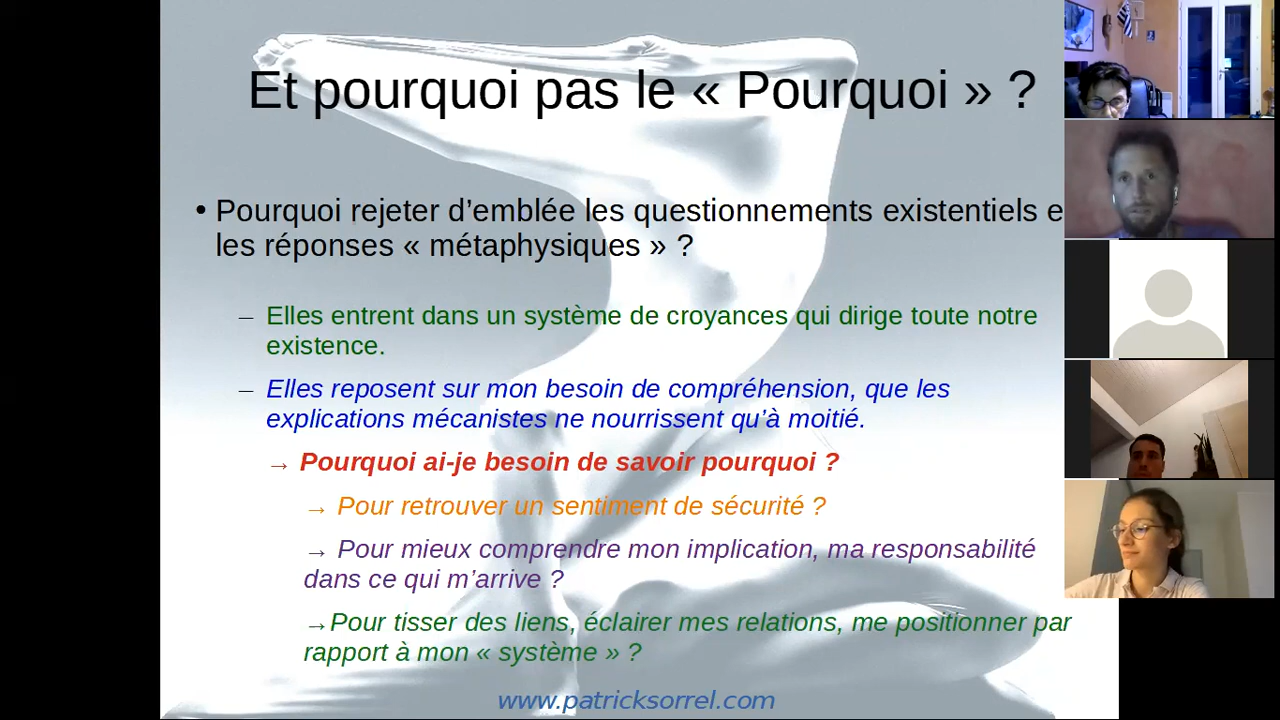 Et pourquoi pas le « Pourquoi » ?
• Pourquoi rejeter d’emblée les questionnements existentiels e
les réponses « métaphysiques » ?
– Elles entrent dans un système de croyances qui dirige toute notre
existence.
– Elles reposent sur mon besoin de compréhension, que les
explications mécanistes ne nourrissent qu’à moitié.
→ Pourquoi ai-je besoin de savoir pourquoi ?
→ Pour retrouver un sentiment de sécurité ?
→ Pour mieux comprendre mon implication, ma responsabilité
dans ce qui m’arrive ?
→Pour tisser des liens, éclairer mes relations, me positionner par
rapport à mon « système » ?
www.patricksorrel.com